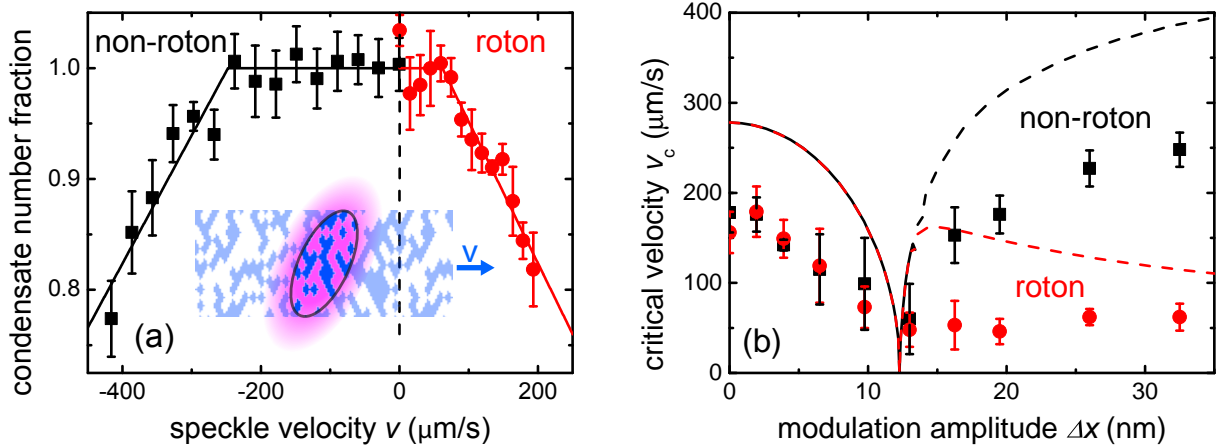 non-roton
roton
(a)
v
condensate number fraction
1.0
0.9
0.8
-400
-200
0
200
speckle velocity v (μm/s)
non-roton
roton
(b)
critical velocity vc (μm/s)
400
300
200
100
0
0
10
20
30
modulation amplitude Δx (nm)